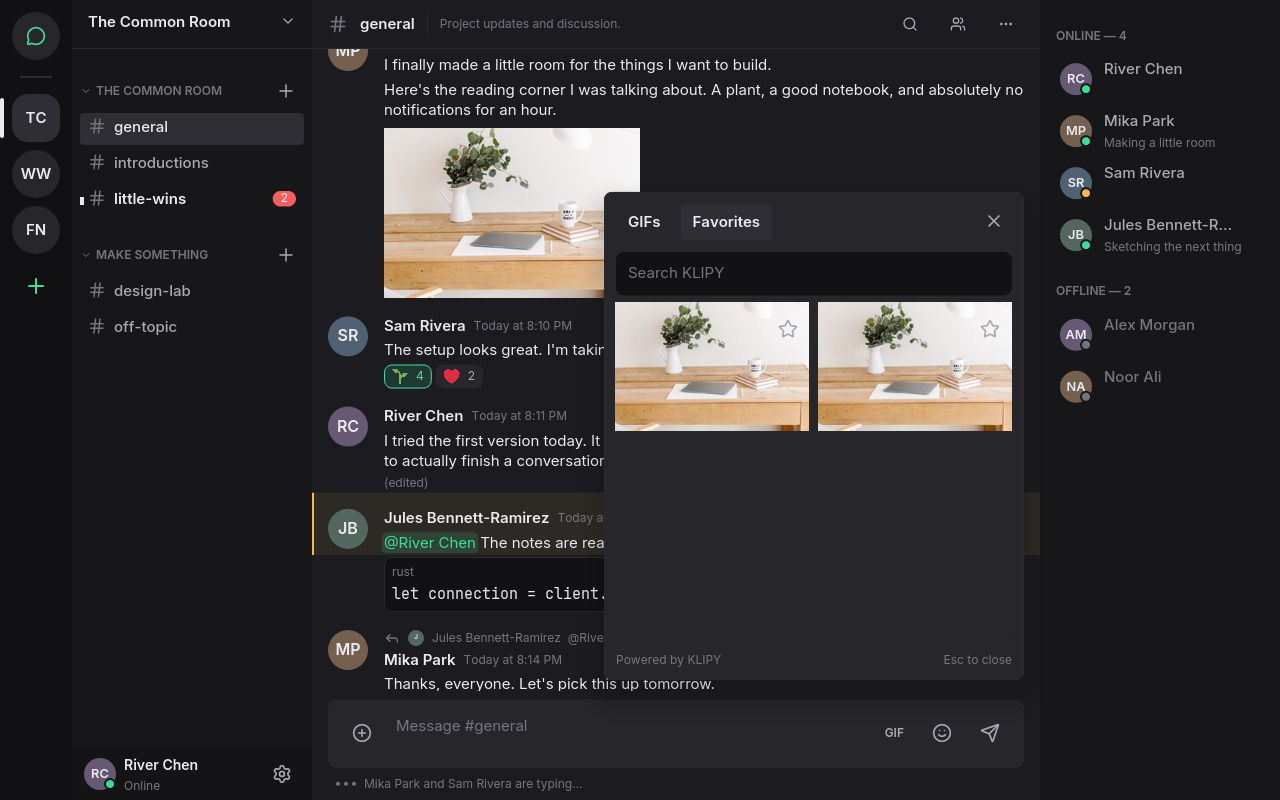 TC
WW
FN
The Common Room
THE COMMON ROOM
general
introductions
little-wins
2
MAKE SOMETHING
design-lab
off-topic
RC
River Chen
Online
general
Project updates and discussion.
MP
I finally made a little room for the things I want to build.
Here's the reading corner I was talking about. A plant, a good notebook, and absolutely no
notifications for an hour.
SR
Sam Rivera Today at 8:10 PM
The setup looks great. I'm takin
4
2
RC
River Chen Today at 8:11 PM
I tried the first version today. It
to actually finish a conversation
(edited)
JB
Jules Bennett-Ramirez Today at
@River Chen The notes are rea
rust
let connection = client.
Jules Bennett-Ramirez @Rive
MP
Mika Park Today at 8:14 PM
Thanks, everyone. Let's pick this up tomorrow.
Message #general
GIF
Mika Park and Sam Rivera are typing...
GIFs
Favorites
Search KLIPY
Powered by KLIPY
Esc to close
ONLINE — 4
RC
River Chen
MP
Mika Park
Making a little room
SR
Sam Rivera
JB
Jules Bennett-R...
Sketching the next thing
OFFLINE — 2
AM
Alex Morgan
NA
Noor Ali